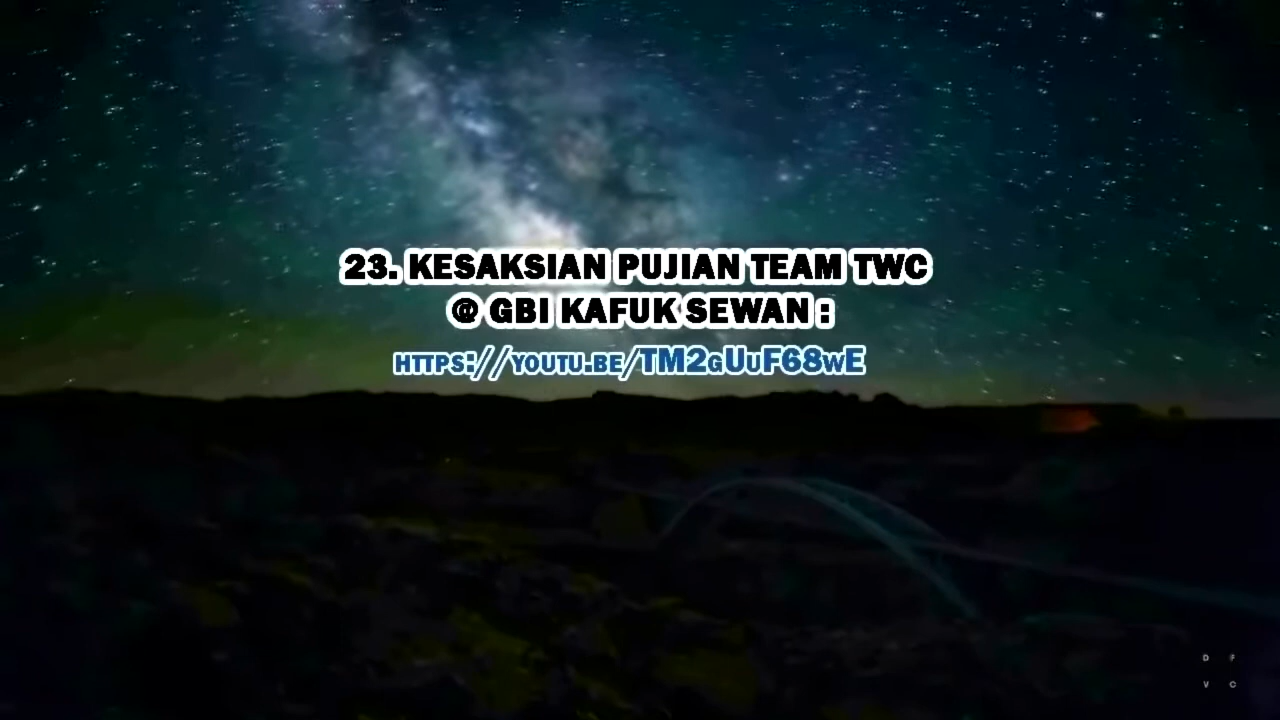 23. KESAKSIAN PUJIAN TEAM TWC
@ GBI KAFUK SEWAN :
HTTPS://YOUTU.BE/TM2GUUF68WE
D F
V C